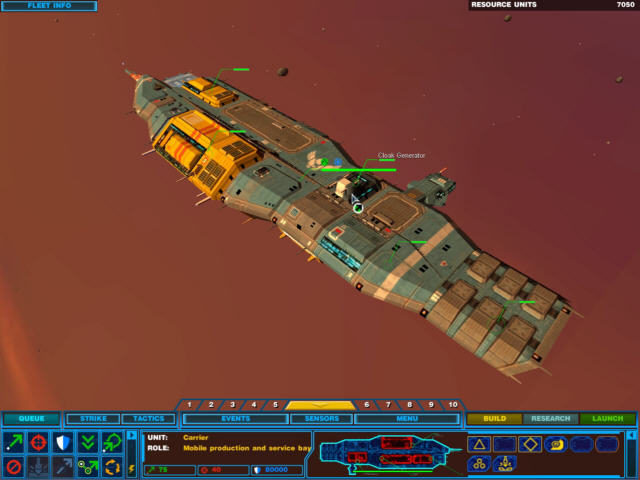 FLEET INFO
RESOURCE UNITS 7050
Cloak Generator
1 2 3 4 5 6 7 8 9 10
QUEUE STRIKE TACTICS EVENTS SENSORS MENU BUILD RESEARCH LAUNCH
UNIT: Carrier
ROLE: Mobile production and service bay
75 40 80000